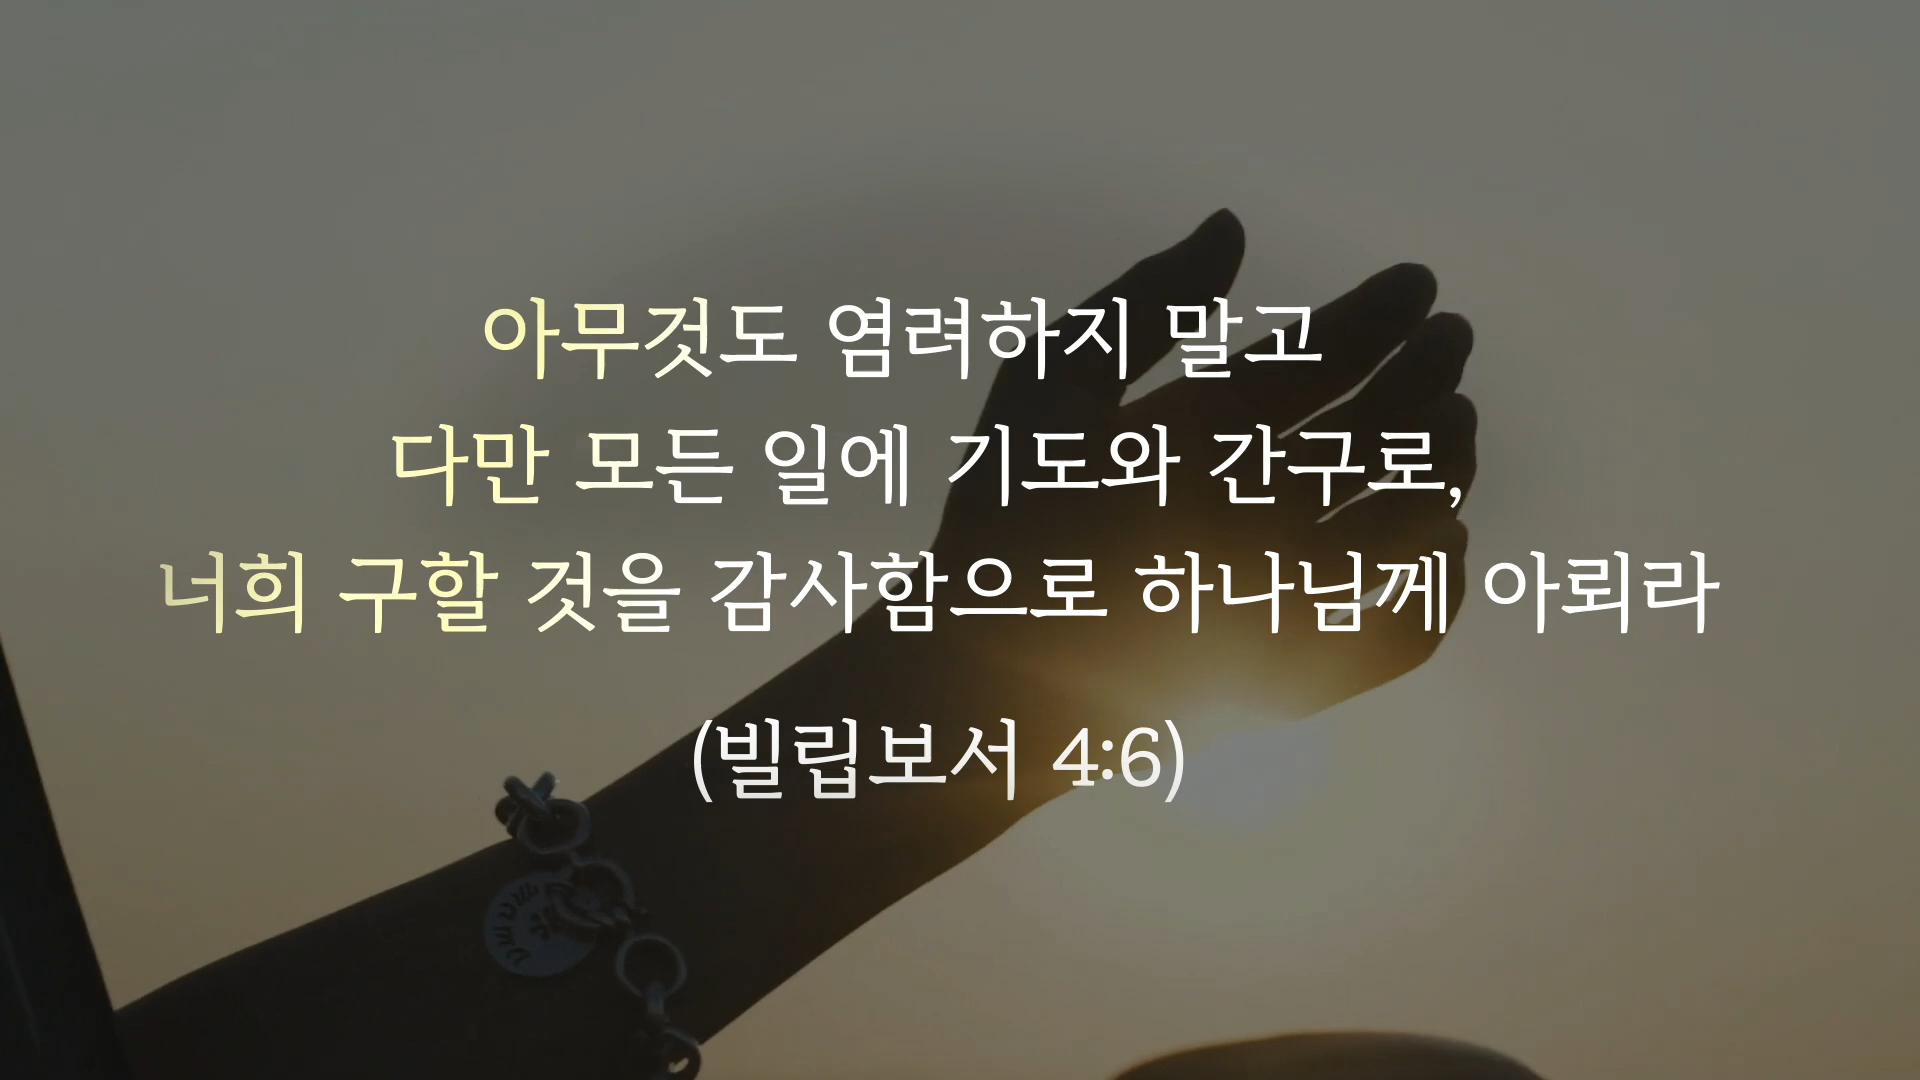 아무것도 염려하지 말고
다만 모든 일에 기도와 간구로,
너희 구할 것을 감사함으로 하나님께 아뢰라
(빌립보서 4:6)